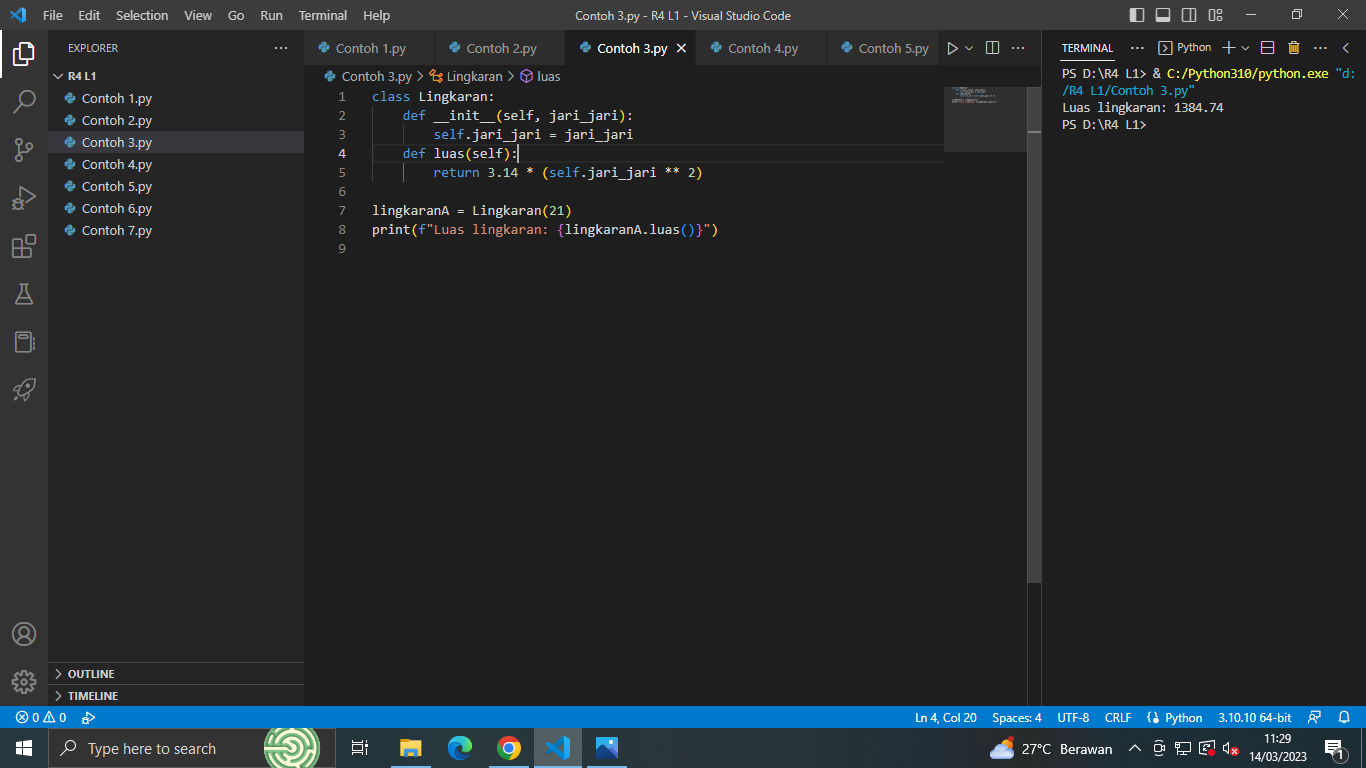 File Edit Selection View Go Run Terminal Help
Contoh 3.py - R4 L1 - Visual Studio Code
EXPLORER
R4 L1
Contoh 1.py
Contoh 2.py
Contoh 3.py
Contoh 4.py
Contoh 5.py
Contoh 6.py
Contoh 7.py
OUTLINE
TIMELINE
Contoh 1.py Contoh 2.py Contoh 3.py Contoh 4.py Contoh 5.py
Contoh 3.py > Lingkaran > luas
1 class Lingkaran:
2     def __init__(self, jari_jari):
3         self.jari_jari = jari_jari
4     def luas(self):
5         return 3.14 * (self.jari_jari ** 2)
6
7 lingkaranA = Lingkaran(21)
8 print(f"Luas lingkaran: {lingkaranA.luas()}")
9
TERMINAL Python
PS D:\R4 L1> & C:/Python310/python.exe "d:
/R4 L1/Contoh 3.py"
Luas lingkaran: 1384.74
PS D:\R4 L1>
0 0 Ln 4, Col 20 Spaces: 4 UTF-8 CRLF Python 3.10.10 64-bit
Type here to search
27°C Berawan
11:29
14/03/2023
1